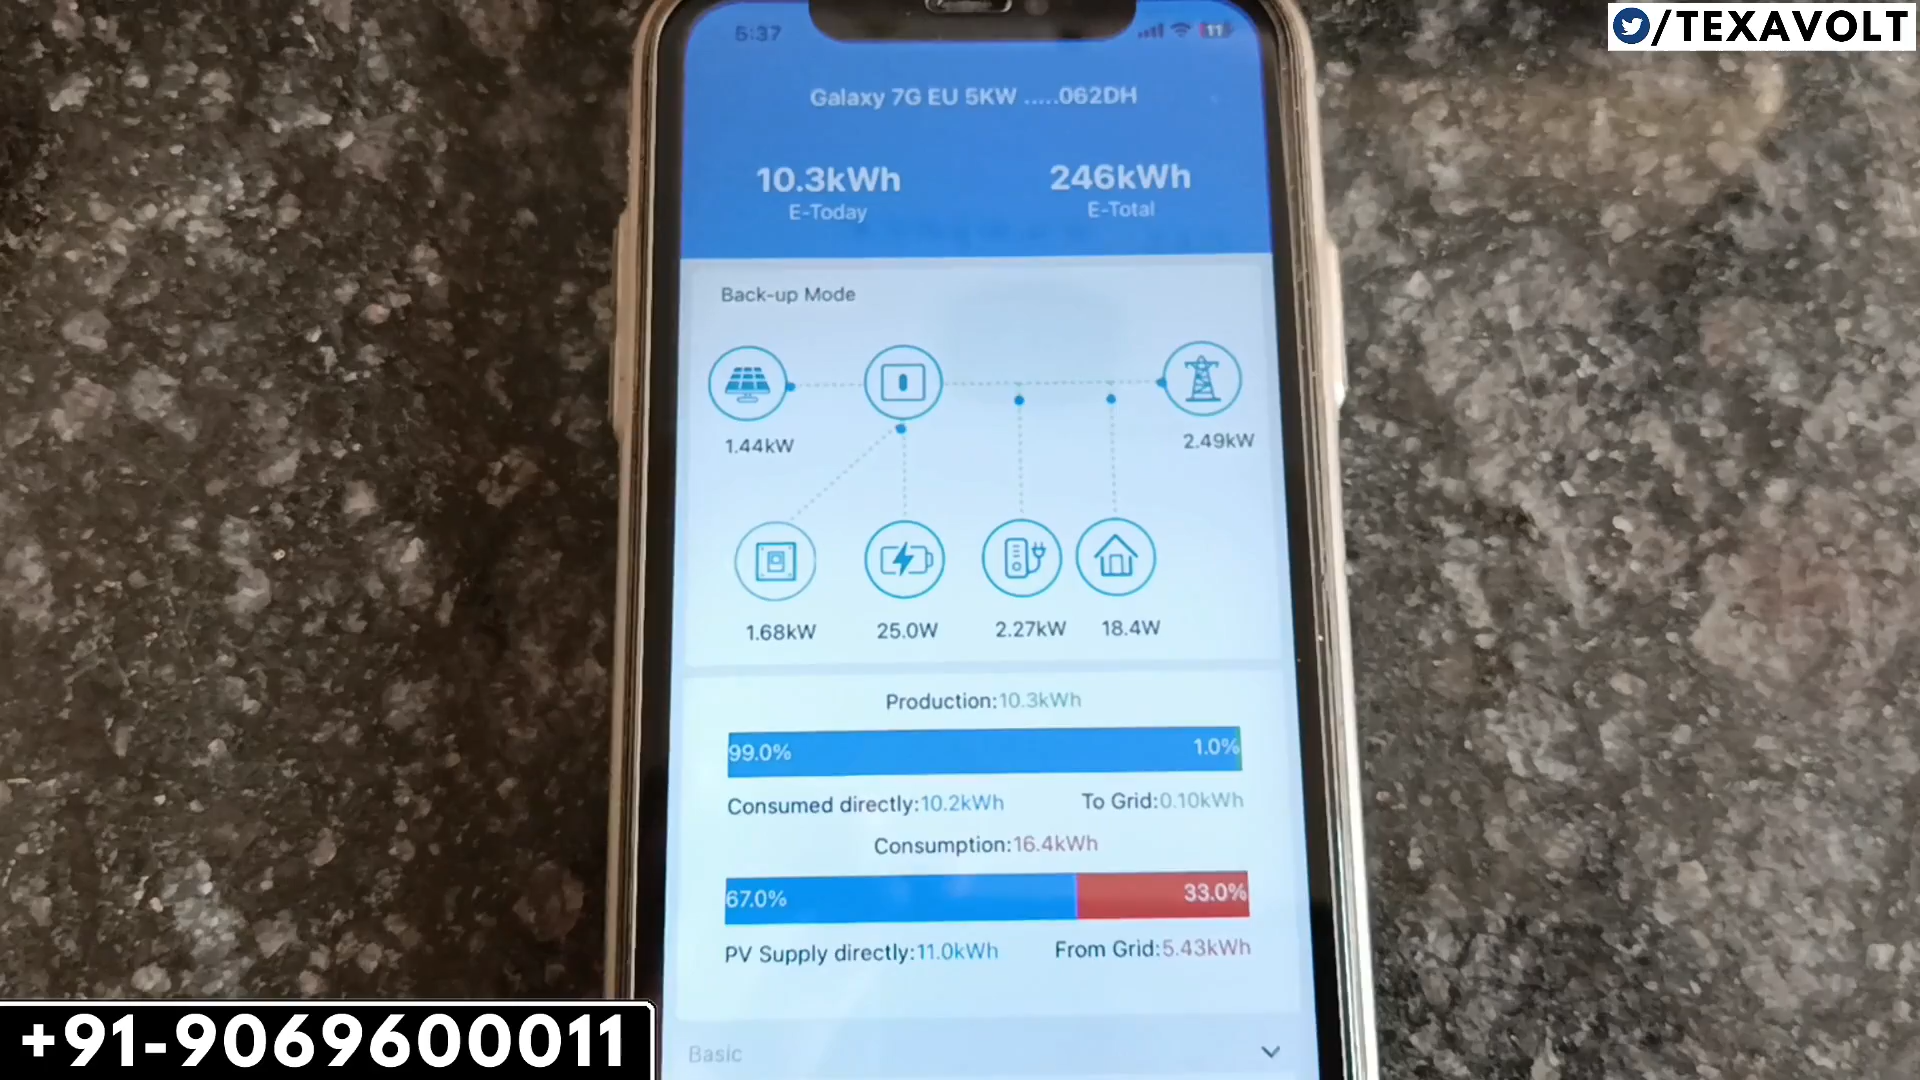 /TEXAVOLT
5:37
11
Galaxy 7G EU 5KW .....062DH
10.3kWh
246kWh
E-Today
E-Total
Back-up Mode
1.44kW
2.49kW
1.68kW
25.0W
2.27kW
18.4W
Production:10.3kWh
99.0%
1.0%
Consumed directly:10.2kWh
To Grid:0.10kWh
Consumption:16.4kWh
67.0%
33.0%
PV Supply directly:11.0kWh
From Grid:5.43kWh
Basic
+91-9069600011